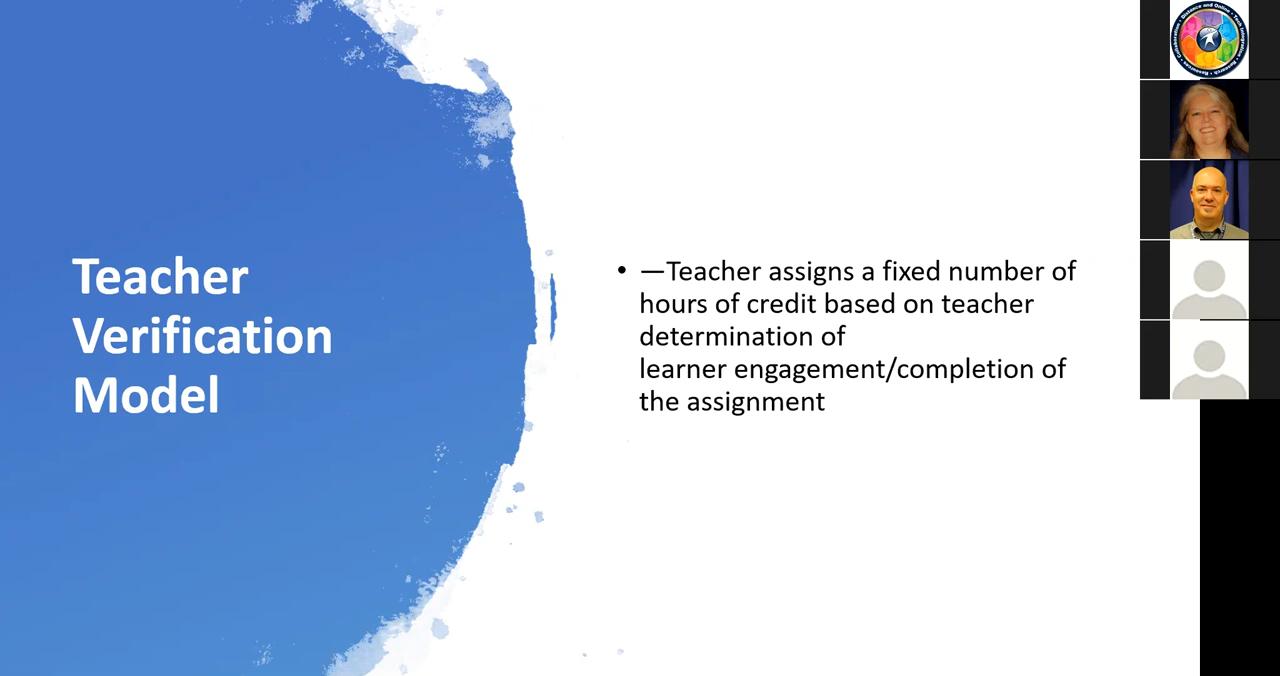 Teacher
Verification
Model
• —Teacher assigns a fixed number of
hours of credit based on teacher
determination of
learner engagement/completion of
the assignment